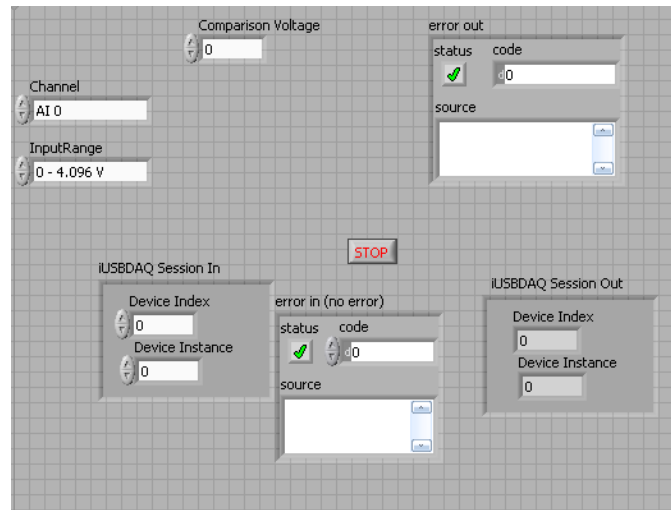 Comparison Voltage
0
error out
status
code
d0
source
Channel
AI 0
InputRange
0 - 4.096 V
STOP
iUSBDAQ Session In
Device Index
0
Device Instance
0
error in (no error)
status
code
d0
source
iUSBDAQ Session Out
Device Index
0
Device Instance
0